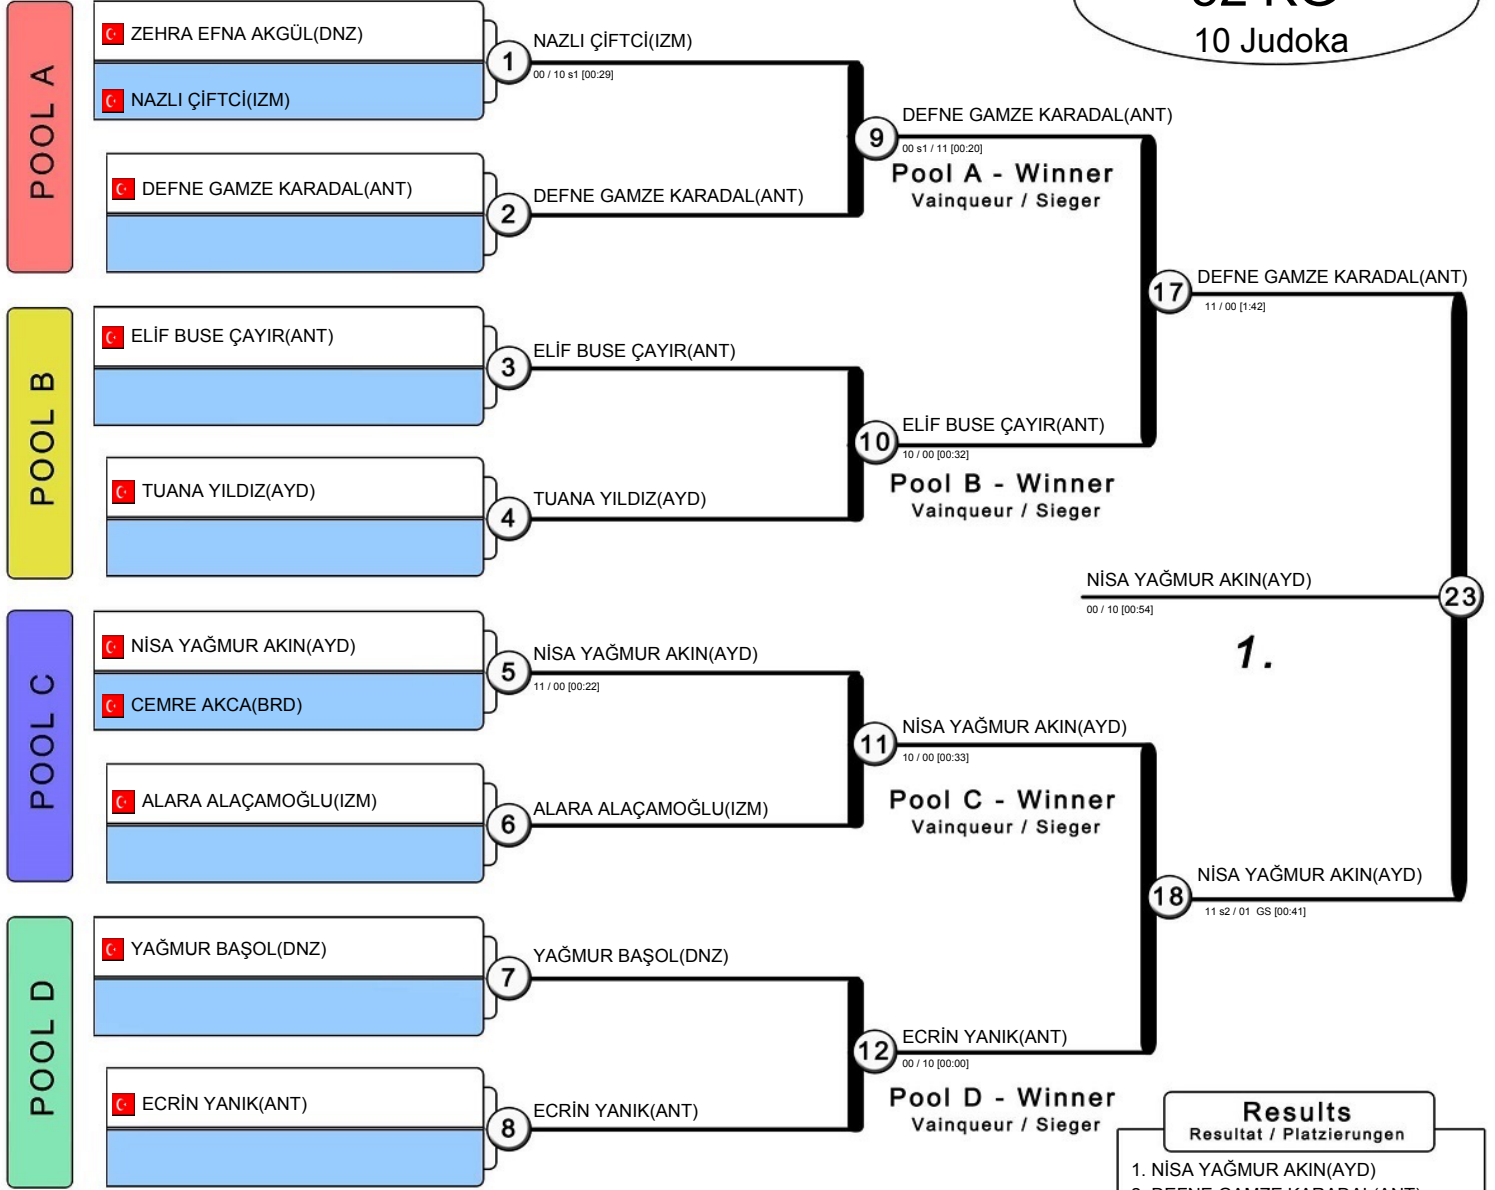 10 Judoka
POOL A
ZEHRA EFNA AKGÜL(DNZ)
NAZLI ÇİFTCİ(IZM)
1
NAZLI ÇİFTCİ(IZM)
00 / 10 s1 [00:29]
DEFNE GAMZE KARADAL(ANT)
2
DEFNE GAMZE KARADAL(ANT)
9
DEFNE GAMZE KARADAL(ANT)
00 s1 / 11 [00:20]
Pool A - Winner
Vainqueur / Sieger
POOL B
ELİF BUSE ÇAYIR(ANT)
3
ELİF BUSE ÇAYIR(ANT)
TUANA YILDIZ(AYD)
4
TUANA YILDIZ(AYD)
10
ELİF BUSE ÇAYIR(ANT)
10 / 00 [00:32]
Pool B - Winner
Vainqueur / Sieger
17
DEFNE GAMZE KARADAL(ANT)
11 / 00 [1:42]
POOL C
NİSA YAĞMUR AKIN(AYD)
CEMRE AKCA(BRD)
5
NİSA YAĞMUR AKIN(AYD)
11 / 00 [00:22]
ALARA ALAÇAMOĞLU(IZM)
6
ALARA ALAÇAMOĞLU(IZM)
11
NİSA YAĞMUR AKIN(AYD)
10 / 00 [00:33]
Pool C - Winner
Vainqueur / Sieger
POOL D
YAĞMUR BAŞOL(DNZ)
7
YAĞMUR BAŞOL(DNZ)
ECRİN YANIK(ANT)
8
ECRİN YANIK(ANT)
12
ECRİN YANIK(ANT)
00 / 10 [00:00]
Pool D - Winner
Vainqueur / Sieger
18
NİSA YAĞMUR AKIN(AYD)
11 s2 / 01 GS [00:41]
NİSA YAĞMUR AKIN(AYD)
23
00 / 10 [00:54]
1.
Results
Resultat / Platzierungen
1. NİSA YAĞMUR AKIN(AYD)
2. DEFNE GAMZE KARADAL(ANT)